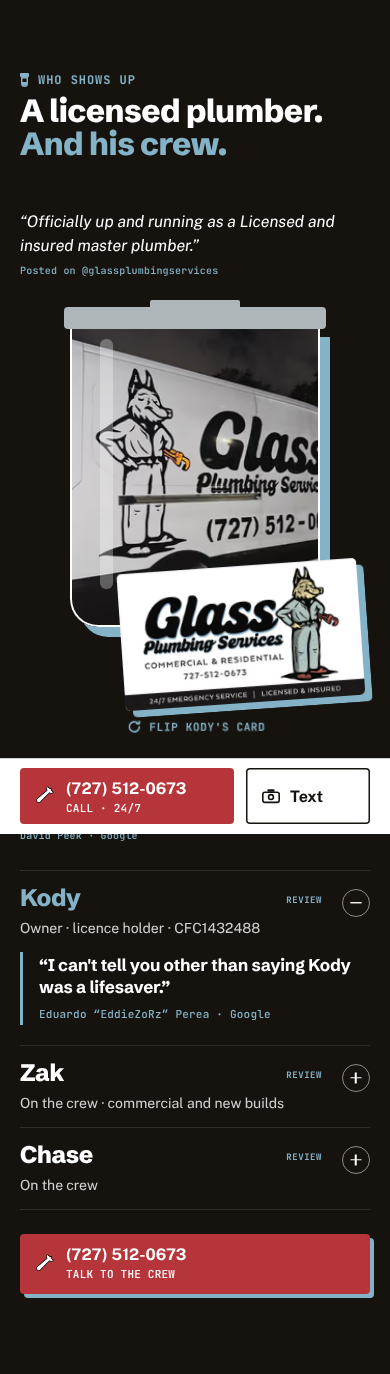 WHO SHOWS UP
A licensed plumber.
And his crew.
“Officially up and running as a Licensed and
insured master plumber.”
Posted on @glassplumbingservices
Glass
Plumbing Servic
(727) 512-0
Glass
Plumbing Services
COMMERCIAL & RESIDENTIAL
727-512-0673
24/7 EMERGENCY SERVICE | LICENSED & INSURED
FLIP KODY'S CARD
(727) 512-0673
CALL · 24/7
Text
David Peek · Google
Kody
REVIEW
Owner · licence holder · CFC1432488
“I can't tell you other than saying Kody
was a lifesaver.”
Eduardo “EddieZoRz” Perea · Google
Zak
REVIEW
On the crew · commercial and new builds
Chase
REVIEW
On the crew
(727) 512-0673
TALK TO THE CREW